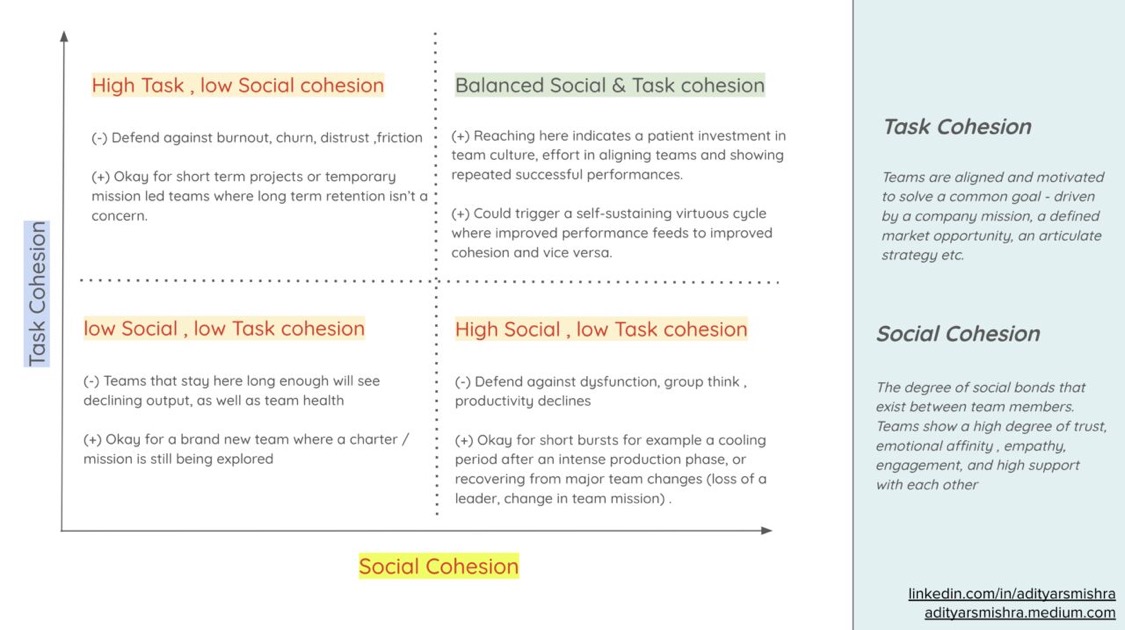 High Task , low Social cohesion
(-) Defend against burnout, churn, distrust ,friction
(+) Okay for short term projects or temporary
mission led teams where long term retention isn't a
concern.
Balanced Social & Task cohesion
(+) Reaching here indicates a patient investment in
team culture, effort in aligning teams and showing
repeated successful performances.
(+) Could trigger a self-sustaining virtuous cycle
where improved performance feeds to improved
cohesion and vice versa.
Task Cohesion
low Social , low Task cohesion
(-) Teams that stay here long enough will see
declining output, as well as team health
(+) Okay for a brand new team where a charter /
mission is still being explored
High Social , low Task cohesion
(-) Defend against dysfunction, group think ,
productivity declines
(+) Okay for short bursts for example a cooling
period after an intense production phase, or
recovering from major team changes (loss of a
leader, change in team mission) .
Social Cohesion
Task Cohesion
Teams are aligned and motivated
to solve a common goal - driven
by a company mission, a defined
market opportunity, an articulate
strategy etc.
Social Cohesion
The degree of social bonds that
exist between team members.
Teams show a high degree of trust,
emotional affinity , empathy,
engagement, and high support
with each other
linkedin.com/in/adityarsmishra
adityarsmishra.medium.com